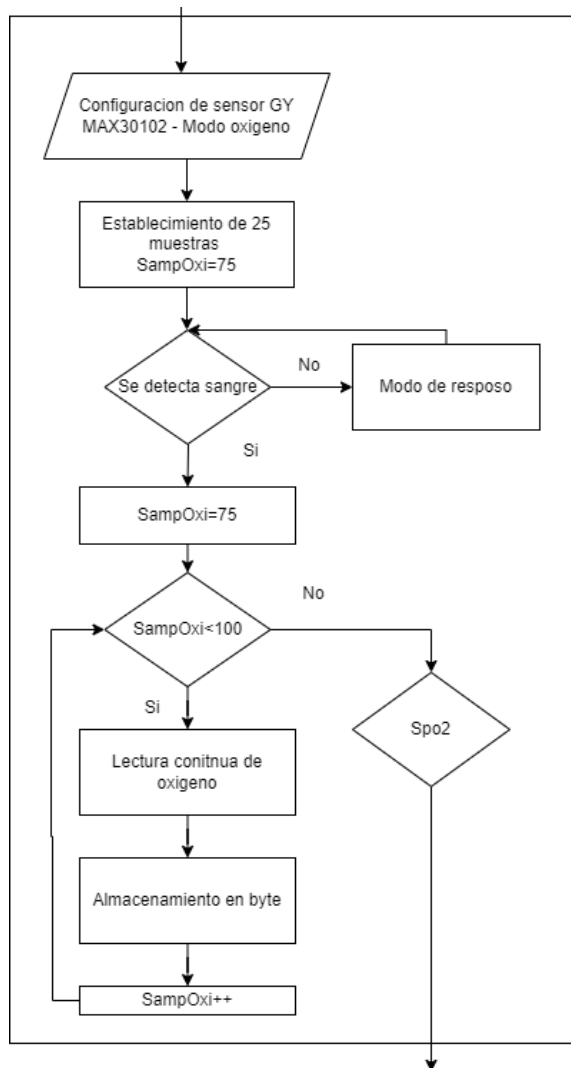 Configuracion de sensor GY
MAX30102 - Modo oxigeno
Establecimiento de 25
muestras
SampOxi=75
Se detecta sangre
No
Modo de resposo
Si
SampOxi=75
SampOxi<100
No
Si
Spo2
Lectura conitnua de
oxigeno
Almacenamiento en byte
SampOxi++